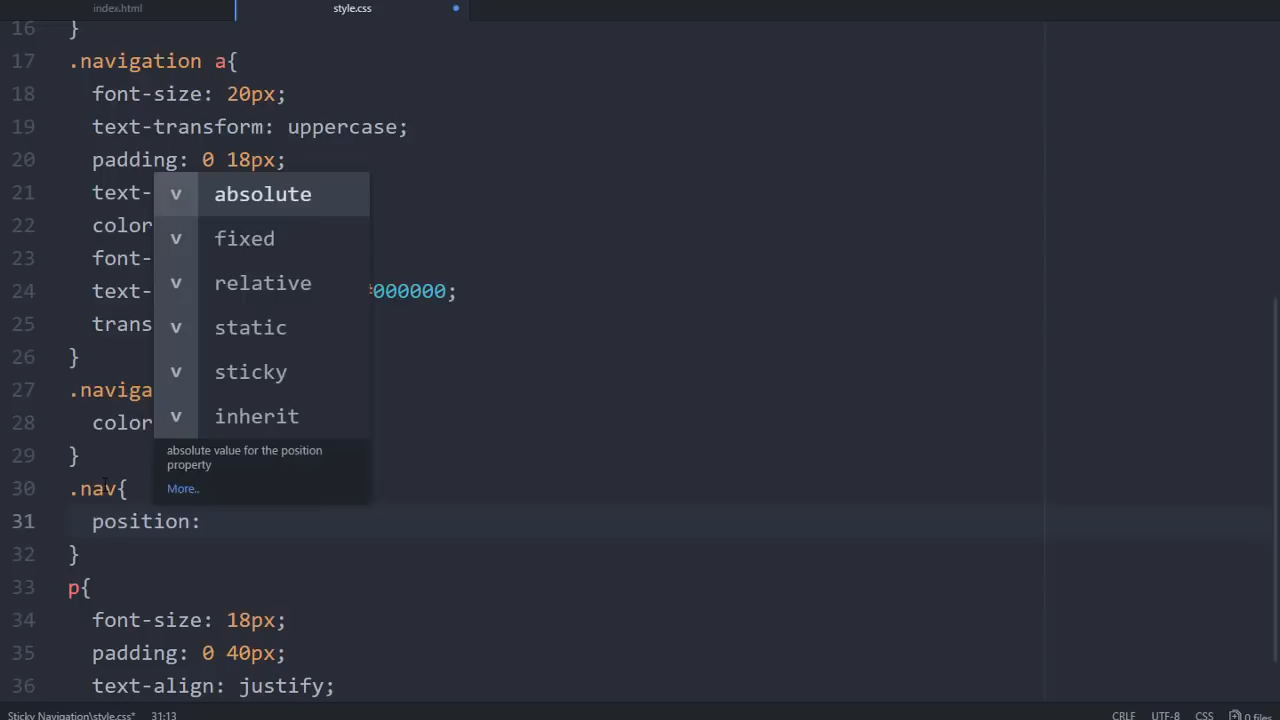 index.html
style.css
16 }
17 .navigation a{
18 font-size: 20px;
19 text-transform: uppercase;
20 padding: 0 18px;
21 text-
22 color
23 font-
24 text- #000000;
25 trans
26 }
27 .naviga
28 color
29 }
30 .nav{
31 position:
32 }
33 p{
34 font-size: 18px;
35 padding: 0 40px;
36 text-align: justify;
v absolute
v fixed
v relative
v static
v sticky
v inherit
absolute value for the position
property
More..
Sticky Navigation\style.css* 31:13
CRLF UTF-8 CSS 0 files